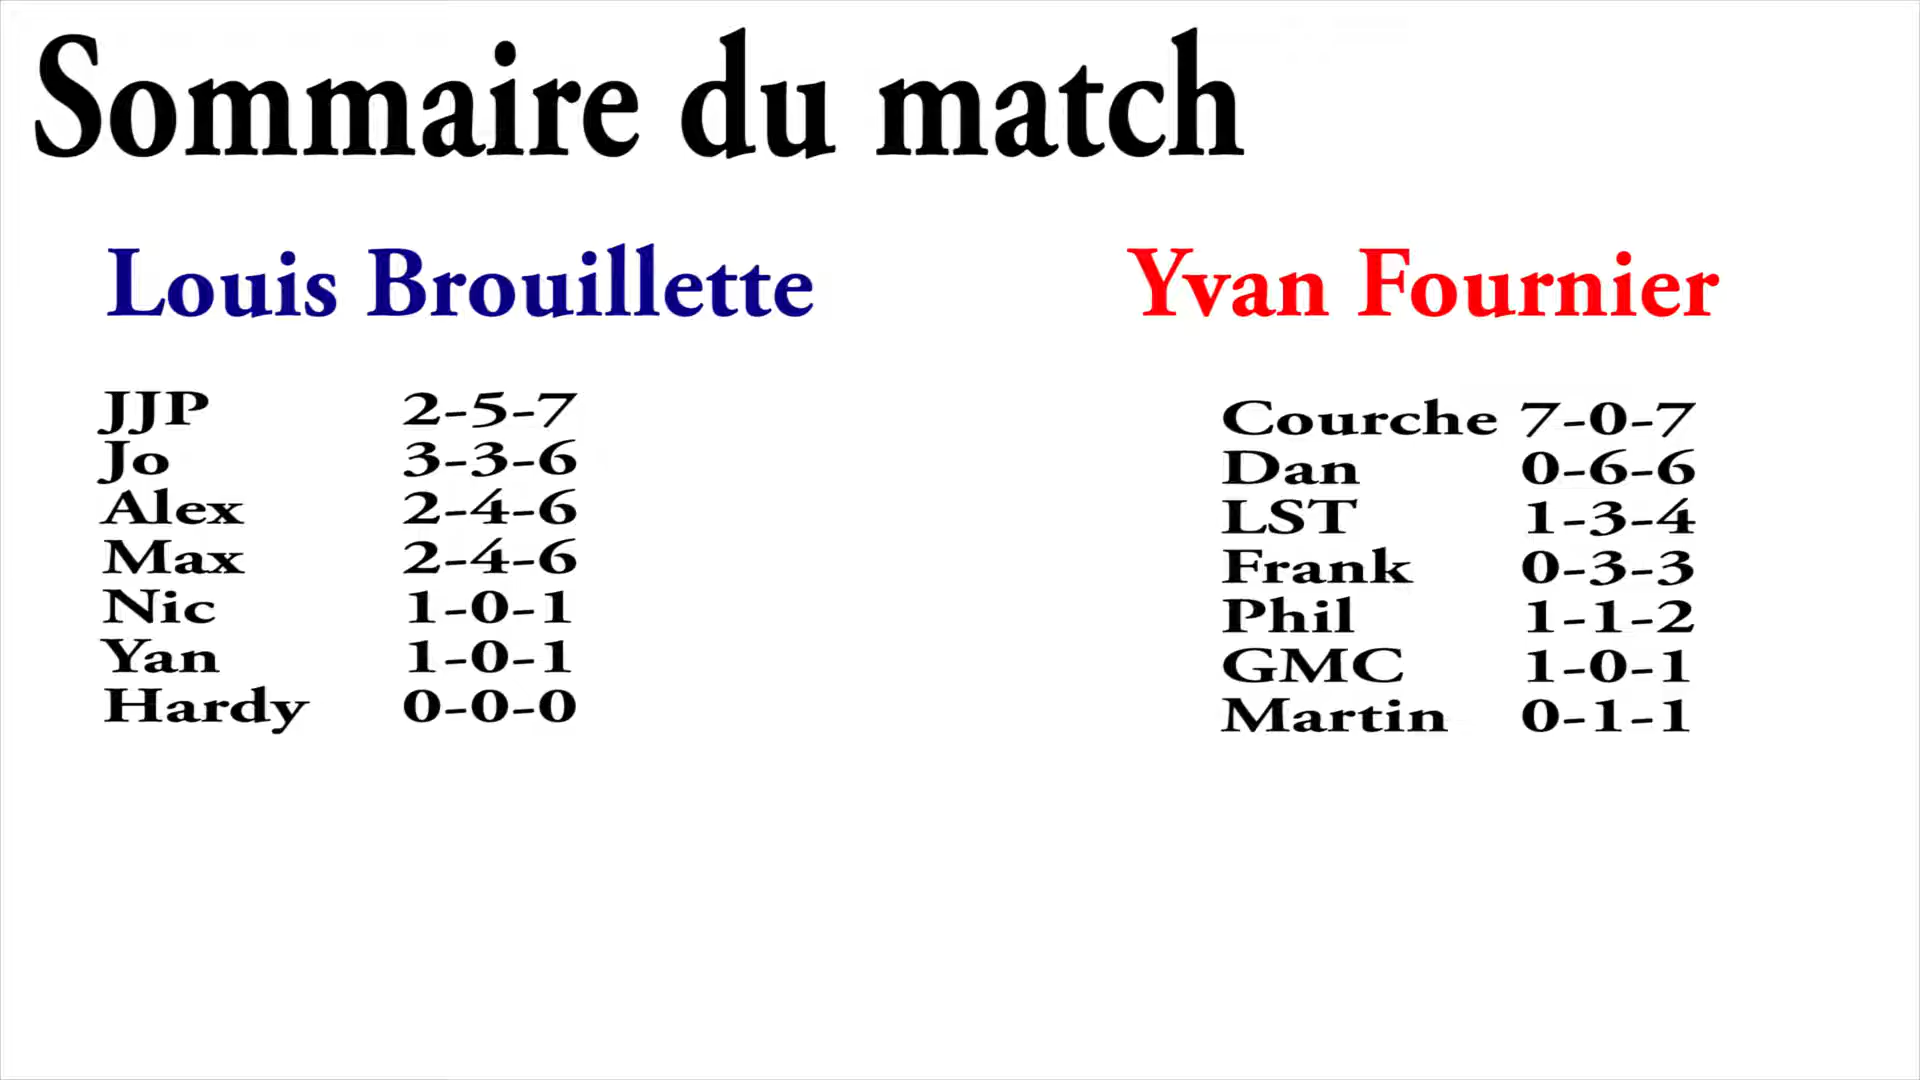 Sommaire du match
Louis Brouillette
JJP 2-5-7
Jo 3-3-6
Alex 2-4-6
Max 2-4-6
Nic 1-0-1
Yan 1-0-1
Hardy 0-0-0
Yvan Fournier
Courche 7-0-7
Dan 0-6-6
LST 1-3-4
Frank 0-3-3
Phil 1-1-2
GMC 1-0-1
Martin 0-1-1